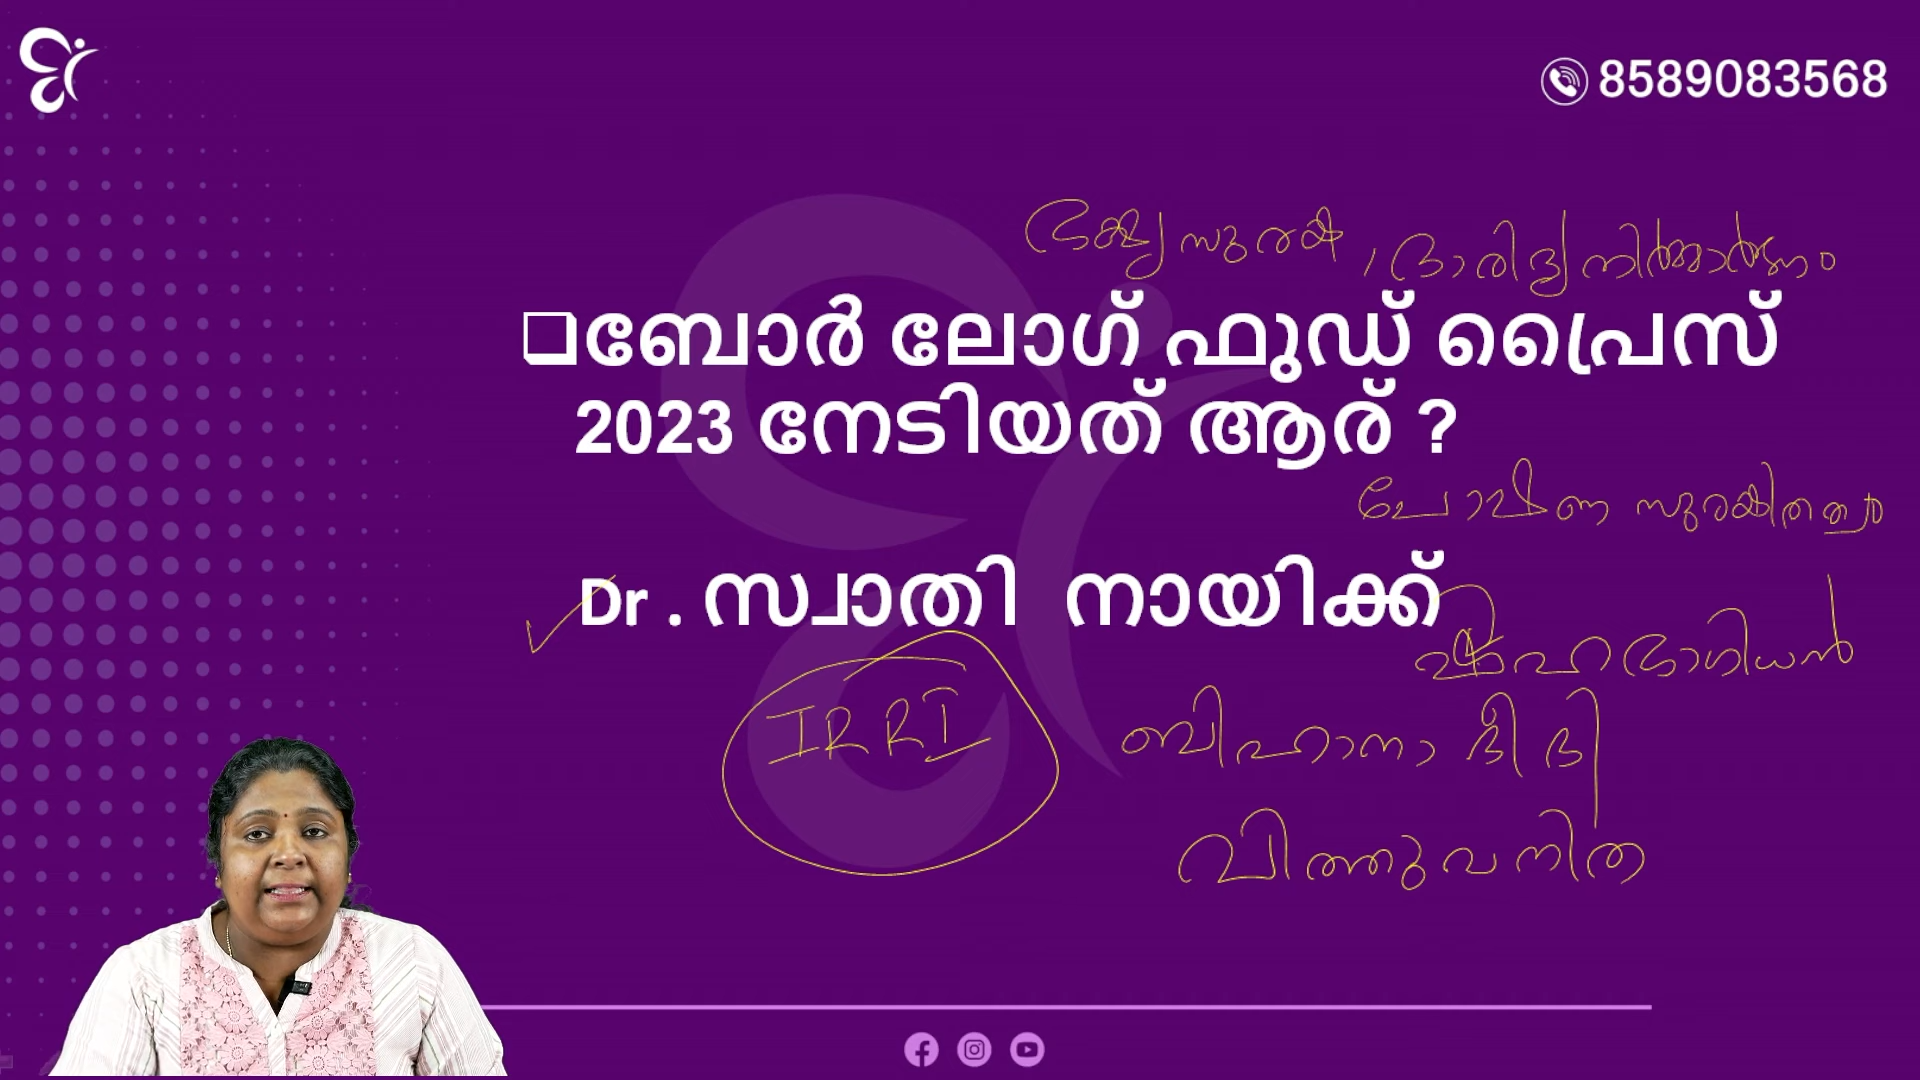 8589083568
ഭക്ഷ്യസുരക്ഷ, ദാരിദ്ര്യനിർമ്മാർജ്ജനം
❑ബോർ ലോഗ് ഫുഡ് പ്രൈസ്
2023 നേടിയത് ആര് ?
പോഷണ സുരക്ഷിതത്വം
Dr . സ്വാതി നായിക്ക്
IRRI
ബിഹാനാ ദീദി
വിത്തുവനിത